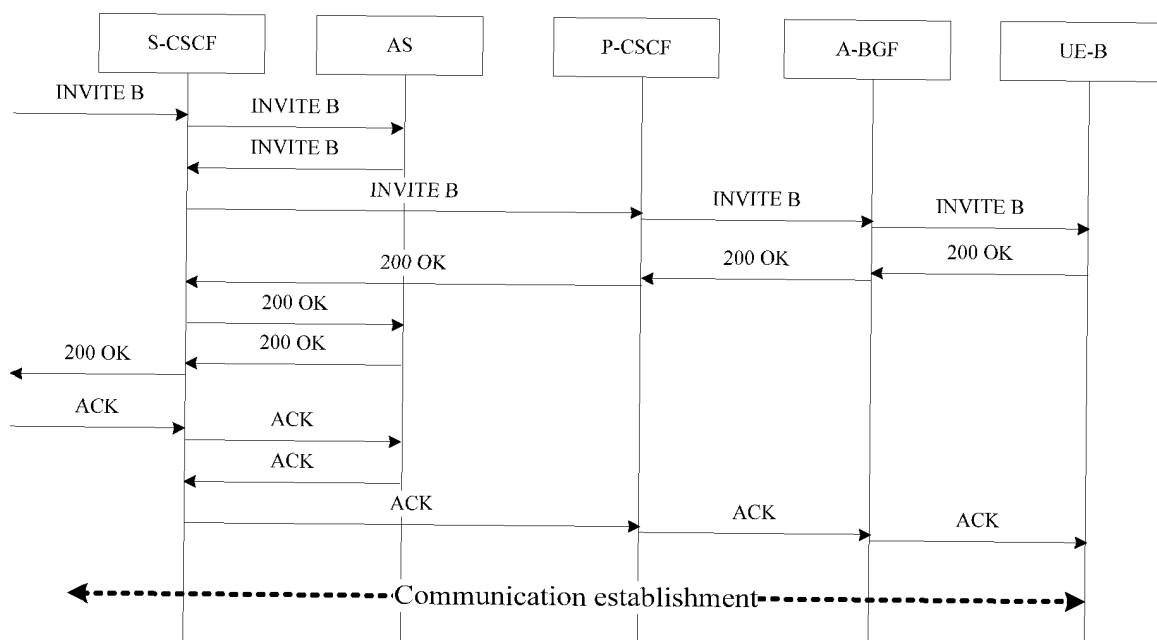 S-CSCF
AS
P-CSCF
A-BGF
UE-B
INVITE B
INVITE B
INVITE B
INVITE B
INVITE B
INVITE B
200 OK
200 OK
200 OK
200 OK
200 OK
200 OK
ACK
ACK
ACK
ACK
ACK
ACK
Communication establishment